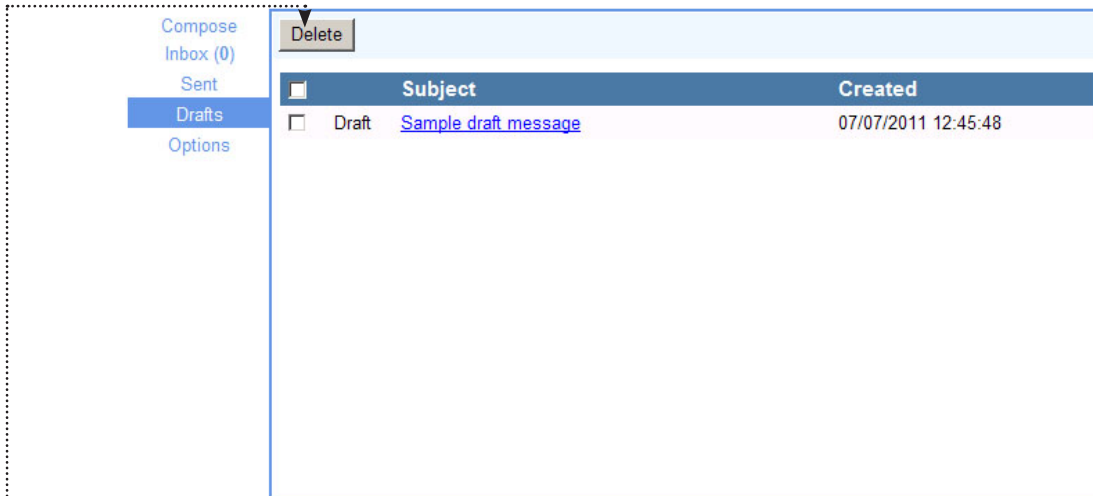 Compose
Inbox (0)
Sent
Drafts
Options
Delete
Subject Created
Draft Sample draft message 07/07/2011 12:45:48